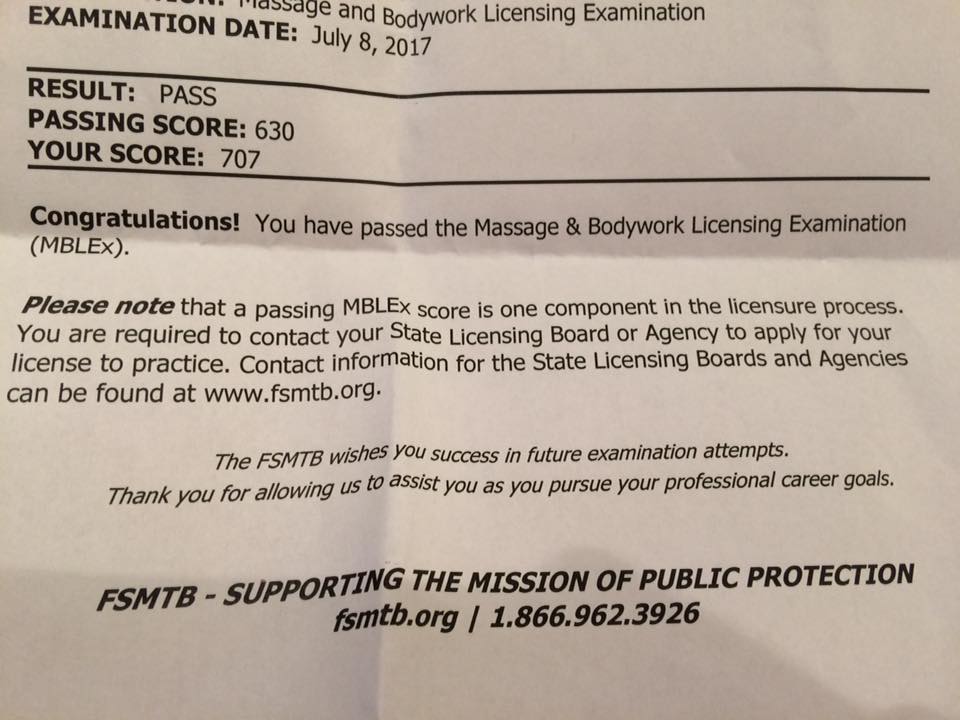 Massage and Bodywork Licensing Examination
EXAMINATION DATE: July 8, 2017
RESULT: PASS
PASSING SCORE: 630
YOUR SCORE: 707
Congratulations! You have passed the Massage & Bodywork Licensing Examination
(MBLEx).
Please note that a passing MBLEx score is one component in the licensure process.
You are required to contact your State Licensing Board or Agency to apply for your
license to practice. Contact information for the State Licensing Boards and Agencies
can be found at www.fsmtb.org.
The FSMTB wishes you success in future examination attempts.
Thank you for allowing us to assist you as you pursue your professional career goals.
FSMTB - SUPPORTING THE MISSION OF PUBLIC PROTECTION
fsmtb.org | 1.866.962.3926